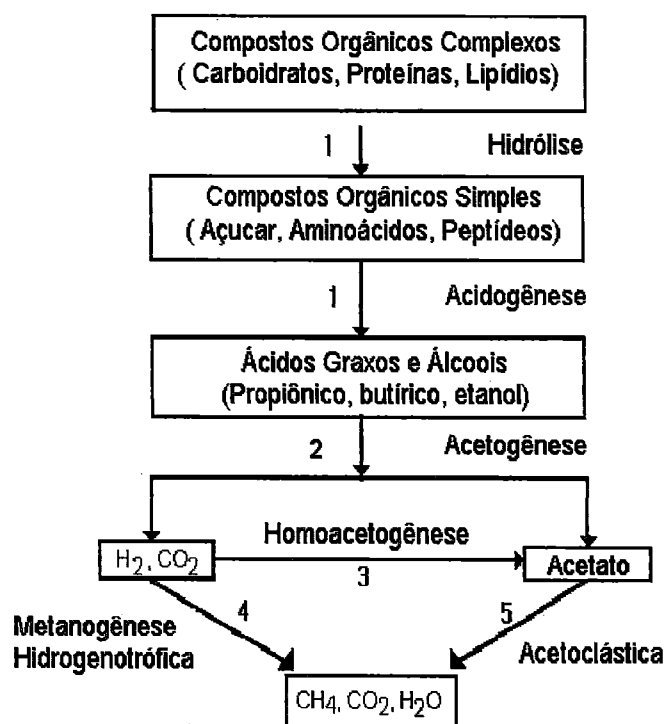 Compostos Orgânicos Complexos
( Carboidratos, Proteínas, Lipídios)
1 Hidrólise
Compostos Orgânicos Simples
( Açucar, Aminoácidos, Peptídeos)
1 Acidogênese
Ácidos Graxos e Álcoois
(Propiônico, butírico, etanol)
2 Acetogênese
Homoacetogênese
H2, CO2
3
Acetato
4
5
Metanogênese
Hidrogenotrófica
Acetoclástica
CH4, CO2, H2O